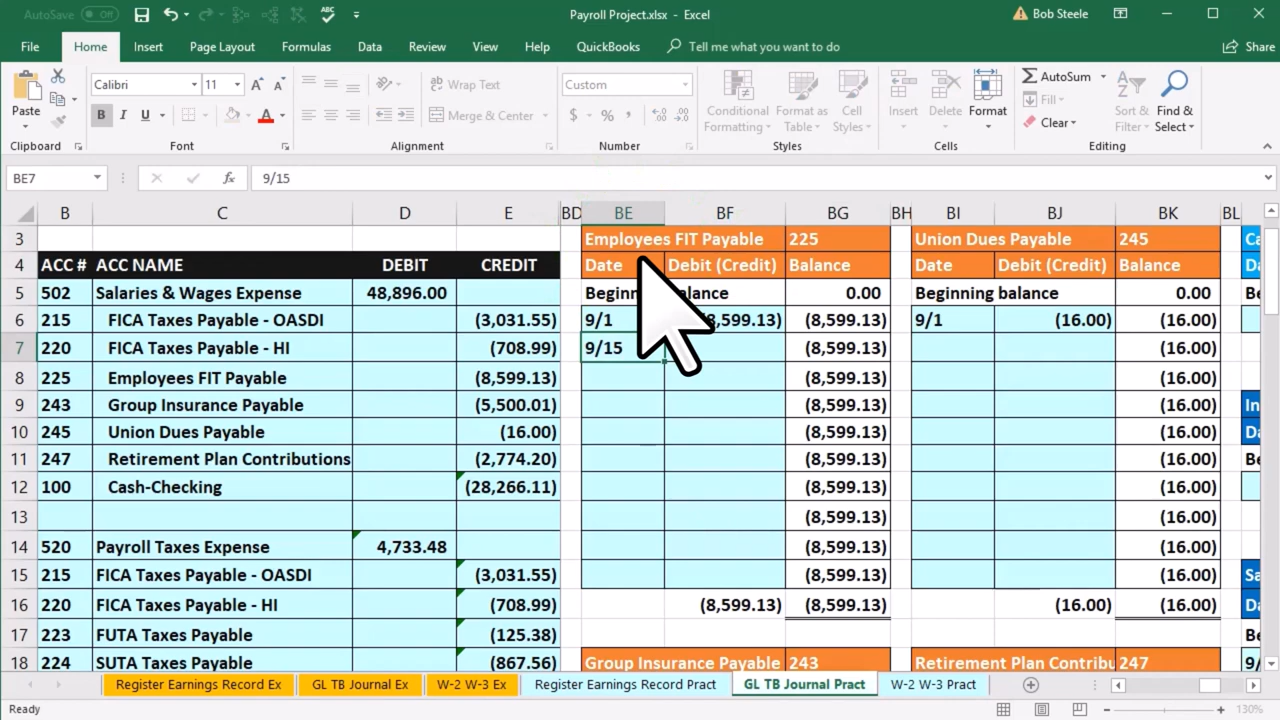 AutoSave Off Payroll Project.xlsx - Excel Bob Steele
File Home Insert Page Layout Formulas Data Review View Help QuickBooks Tell me what you want to do Share
Calibri 11 Wrap Text Custom AutoSum
Paste B I U Merge & Center $ % Conditional Formatting Format as Table Cell Styles Insert Delete Format Fill Clear Sort & Filter Find & Select
Clipboard Font Alignment Number Styles Cells Editing
BE7 fx 9/15
B C D E BD BE BF BG BH BI BJ BK BL
3 Employees FIT Payable 225 Union Dues Payable 245
4 ACC # ACC NAME DEBIT CREDIT Date Debit (Credit) Balance Date Debit (Credit) Balance
5 502 Salaries & Wages Expense 48,896.00 0.00 Beginning balance 0.00
6 215 FICA Taxes Payable - OASDI (3,031.55) 9/1 8,599.13) (8,599.13) 9/1 (16.00) (16.00)
7 220 FICA Taxes Payable - HI (708.99) 9/15 (8,599.13) (16.00)
8 225 Employees FIT Payable (8,599.13) (8,599.13) (16.00)
9 243 Group Insurance Payable (5,500.01) (8,599.13) (16.00)
10 245 Union Dues Payable (16.00) (8,599.13) (16.00)
11 247 Retirement Plan Contributions (2,774.20) (8,599.13) (16.00)
12 100 Cash-Checking (28,266.11) (8,599.13) (16.00)
13 (8,599.13) (16.00)
14 520 Payroll Taxes Expense 4,733.48 (8,599.13) (16.00)
15 215 FICA Taxes Payable - OASDI (3,031.55) (8,599.13) (16.00)
16 220 FICA Taxes Payable - HI (708.99) (8,599.13) (8,599.13) (16.00) (16.00)
17 223 FUTA Taxes Payable (125.38)
18 224 SUTA Taxes Payable (867.56) Group Insurance Payable 243 Retirement Plan Contribu 247
Register Earnings Record Ex GL TB Journal Ex W-2 W-3 Ex Register Earnings Record Pract GL TB Journal Pract W-2 W-3 Pract
Ready 130%